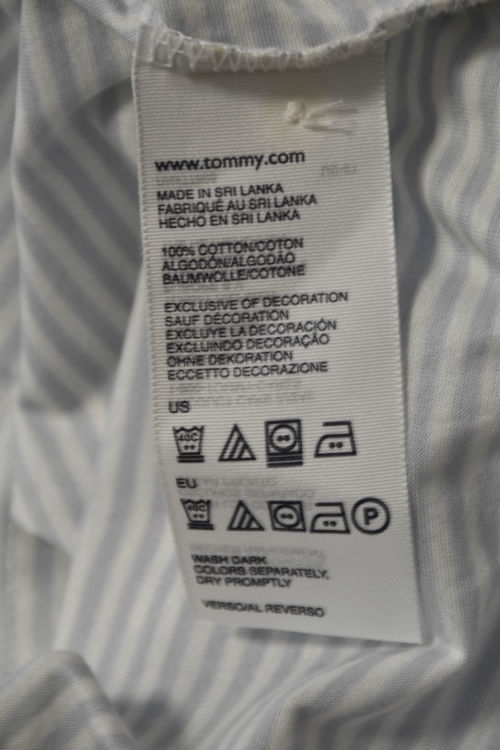 www.tommy.com
MADE IN SRI LANKA
FABRIQUÉ AU SRI LANKA
HECHO EN SRI LANKA
100% COTTON/COTON
ALGODÓN/ALGODÃO
BAUMWOLLE/COTONE
EXCLUSIVE OF DECORATION
SAUF DÉCORATION
EXCLUYE LA DECORACIÓN
EXCLUINDO DECORAÇÃO
OHNE DEKORATION
ECCETTO DECORAZIONE
US
40C
EU
40C P
WASH DARK
COLORS SEPARATELY,
DRY PROMPTLY
VERSO/AL REVERSO